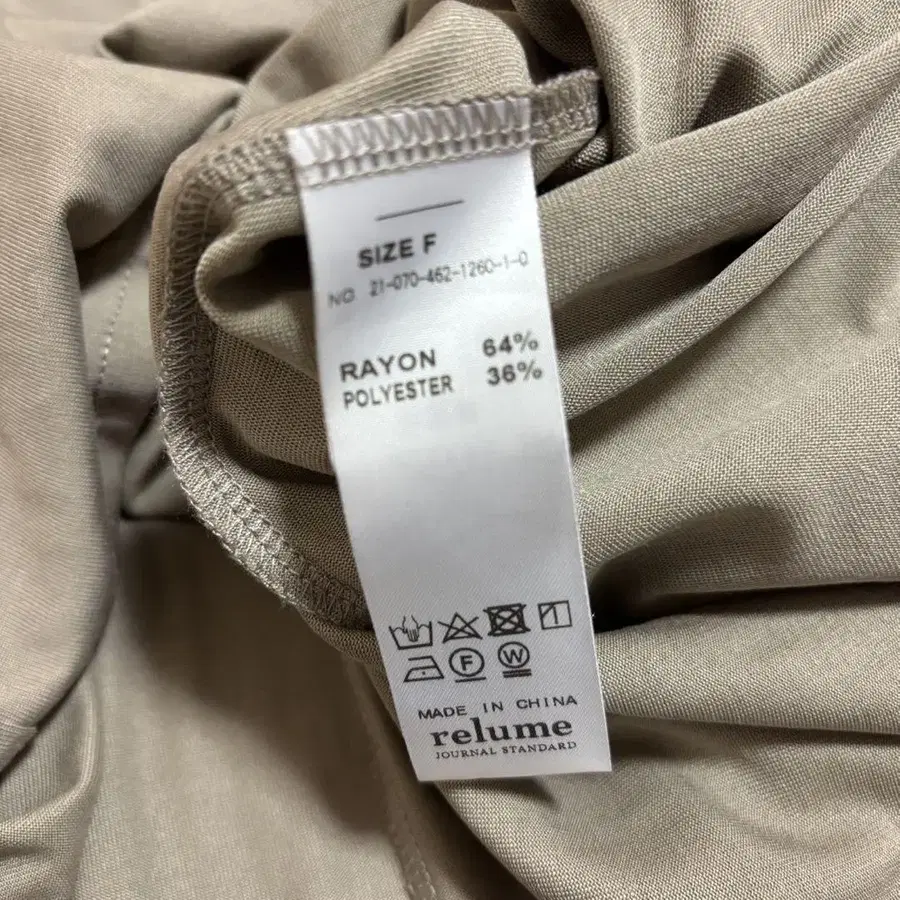 SIZE F
NO 21-070-462-1260-1-0
RAYON 64%
POLYESTER 36%
F W
MADE IN CHINA
relume
JOURNAL STANDARD